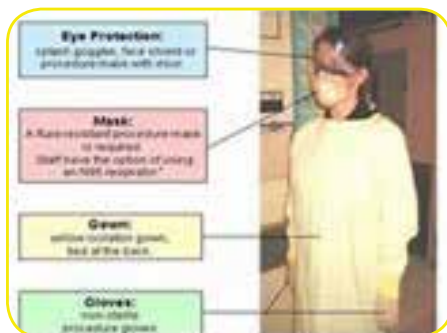 Eye Protection:
splash goggles, face shield or
procedure mask with visor.
Mask:
A fluid resistant procedure mask
is required.
Staff have the option of using
an N95 respirator*
Gown:
yellow isolation gown,
tied at the back.
Gloves:
non-sterile
procedure gloves